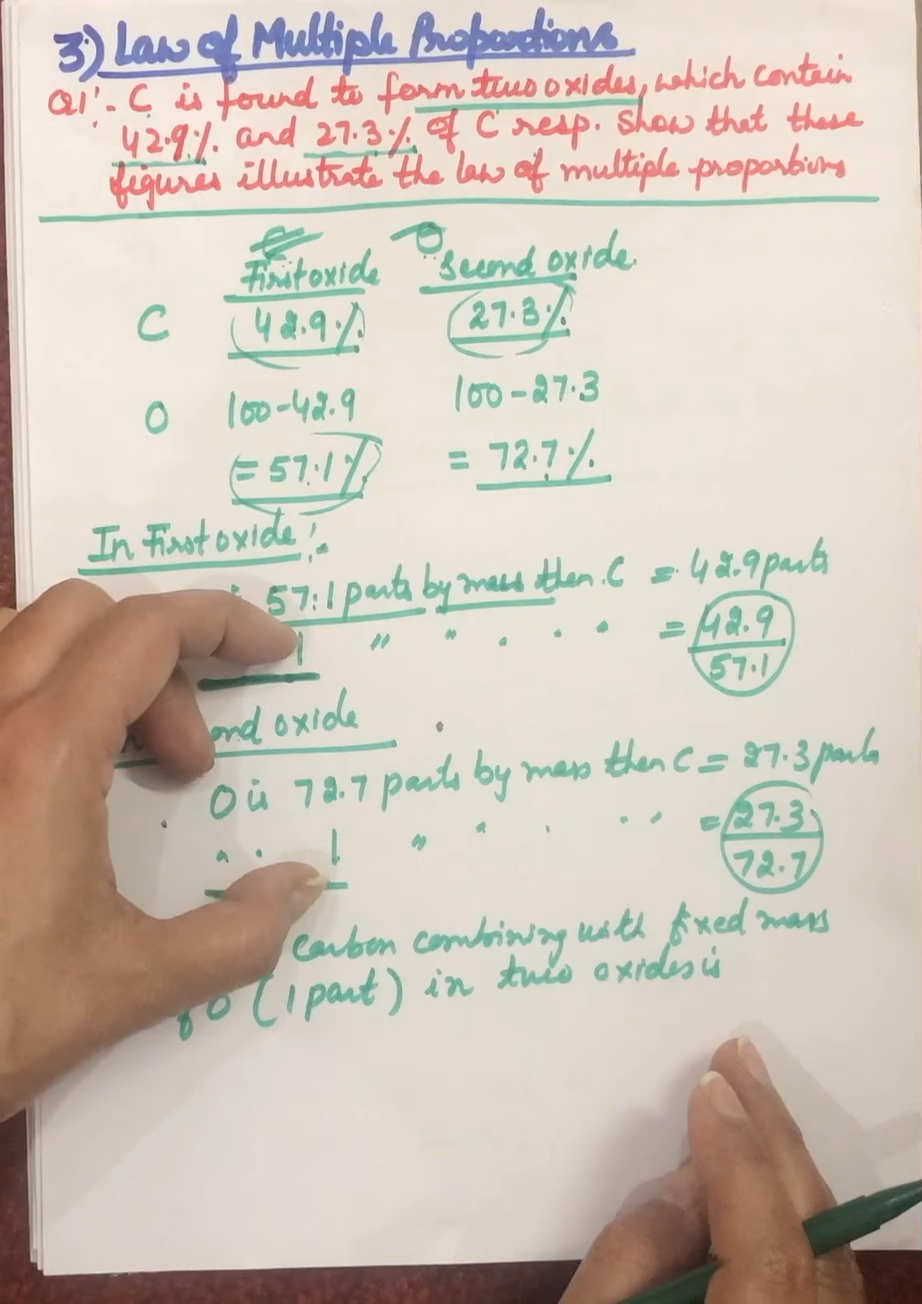 3) Law of Multiple Proportions
Q1:- C is found to form two oxides, which contain
42.9% and 27.3% of C resp. Show that these
figures illustrate the law of multiple proportions
First oxide Second oxide
C 42.9% 27.3%
O 100-42.9 100-27.3
= 57.1% = 72.7%
In First oxide :-
57.1 parts by mass then C = 42.9 parts
1 " " " " " = 42.9/57.1
oxide
O is 72.7 parts by mass then C = 27.3 parts
" " 1 " " " " " = 27.3/72.7
carbon combining with fixed mass
of O (1 part) in two oxides is